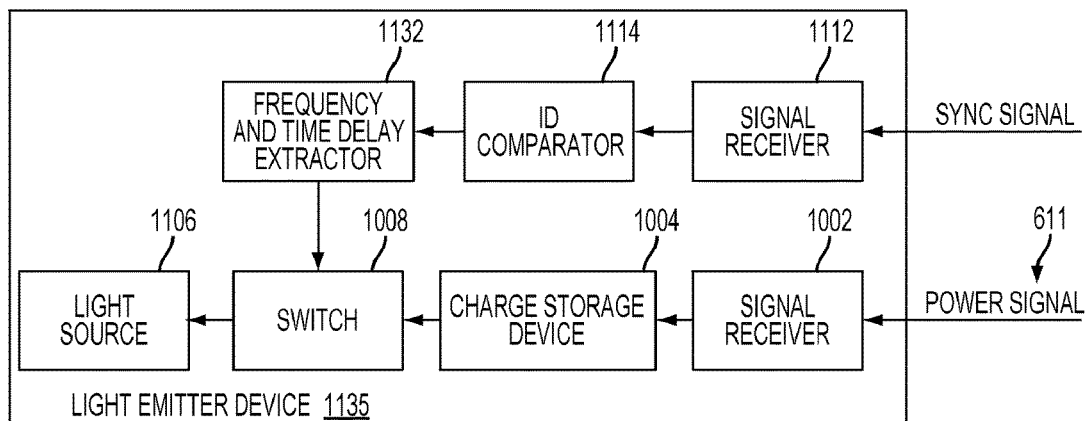 1132
1114
1112
FREQUENCY
AND TIME DELAY
EXTRACTOR
ID
COMPARATOR
SIGNAL
RECEIVER
SYNC SIGNAL
1106
1008
1004
1002
611
LIGHT
SOURCE
SWITCH
CHARGE STORAGE
DEVICE
SIGNAL
RECEIVER
POWER SIGNAL
LIGHT EMITTER DEVICE 1135